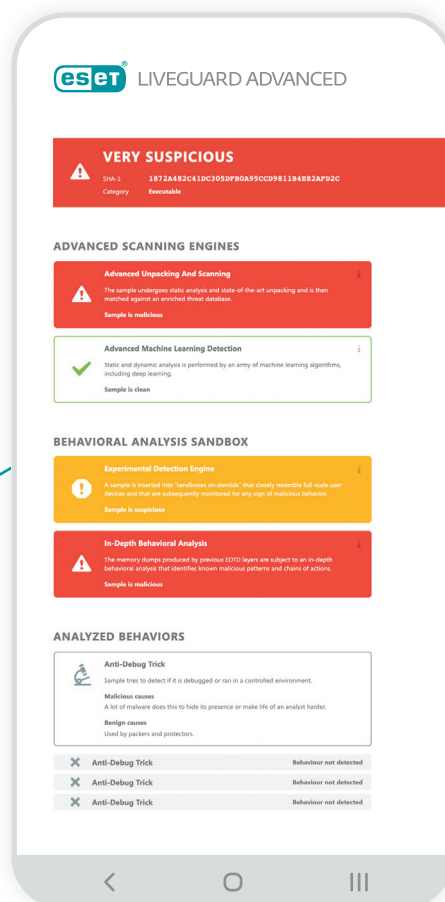 eseT® LIVEGUARD ADVANCED
VERY SUSPICIOUS
SHA-1 1872A482C41DC305DFB0A95CCD9811B4E82AFD2C
Category Executable
ADVANCED SCANNING ENGINES
Advanced Unpacking And Scanning i
The sample undergoes static analysis and state-of-the-art unpacking and is then
matched against an enriched threat database.
Sample is malicious
Advanced Machine Learning Detection i
Static and dynamic analysis is performed by an army of machine learning algorithms,
including deep learning.
Sample is clean
BEHAVIORAL ANALYSIS SANDBOX
Experimental Detection Engine i
A sample is inserted into "sandboxes on steroids" that closely resemble full-scale user
devices and that are subsequently monitored for any sign of malicious behavior
Sample is suspicious
In-Depth Behavioral Analysis i
The memory dumps produced by previous EDTD layers are subject to an in-depth
behavioral analysis that identifies known malicious patterns and chains of actions.
Sample is malicious
ANALYZED BEHAVIORS
Anti-Debug Trick
Sample tries to detect if it is debugged or ran in a controlled environment.
Malicious causes
A lot of malware does this to hide its presence or make life of an analyst harder.
Benign causes
Used by packers and protectors.
Anti-Debug Trick Behaviour not detected
Anti-Debug Trick Behaviour not detected
Anti-Debug Trick Behaviour not detected